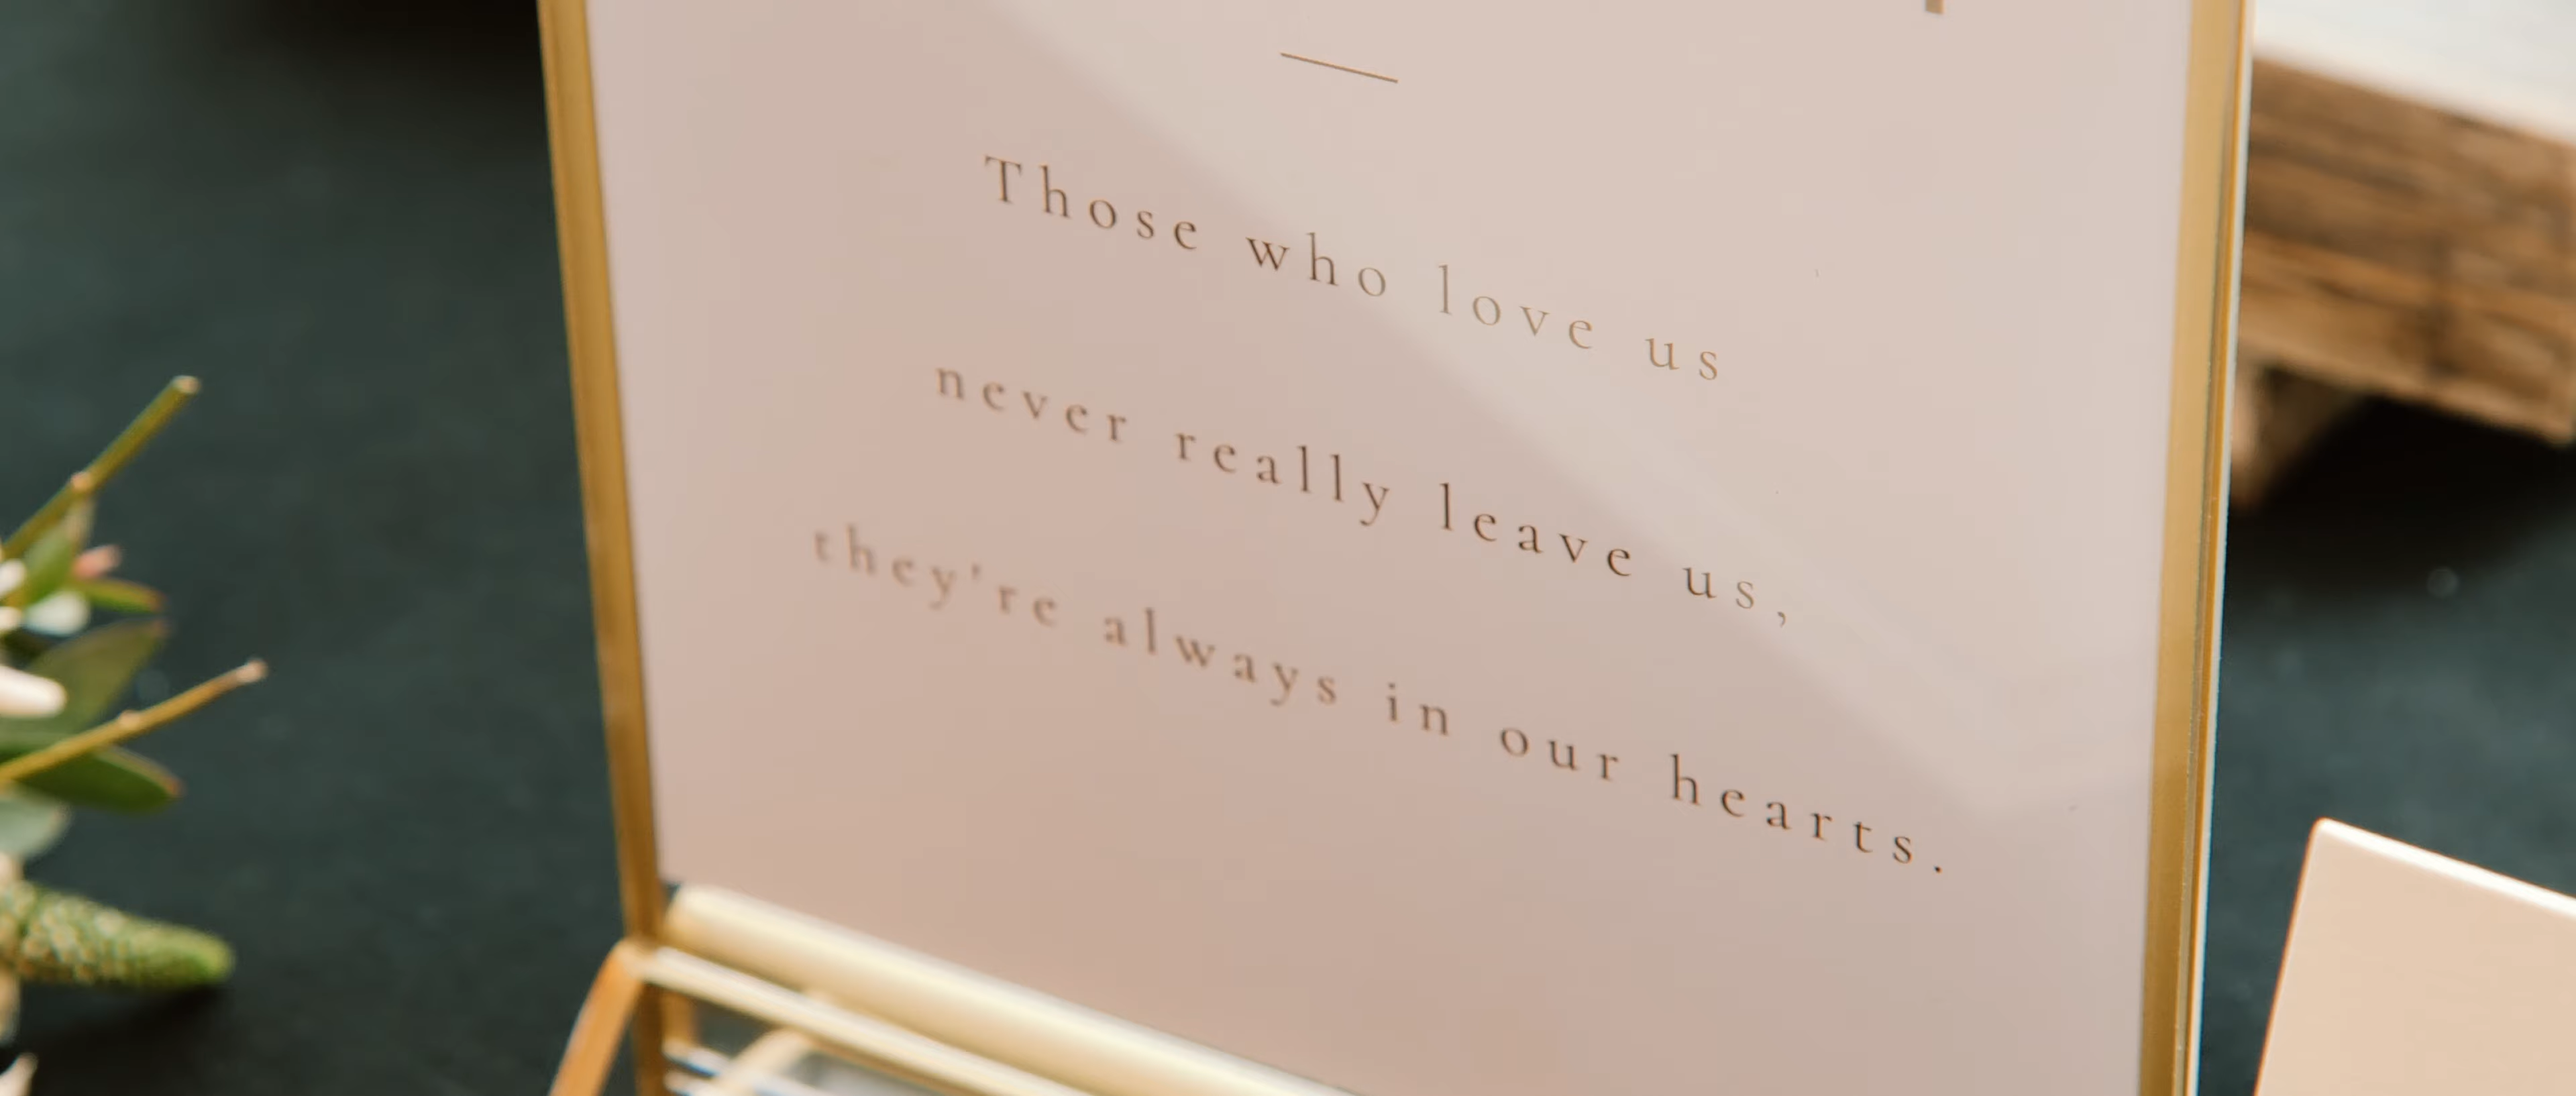 Those who love us
never really leave us,
they're always in our hearts.